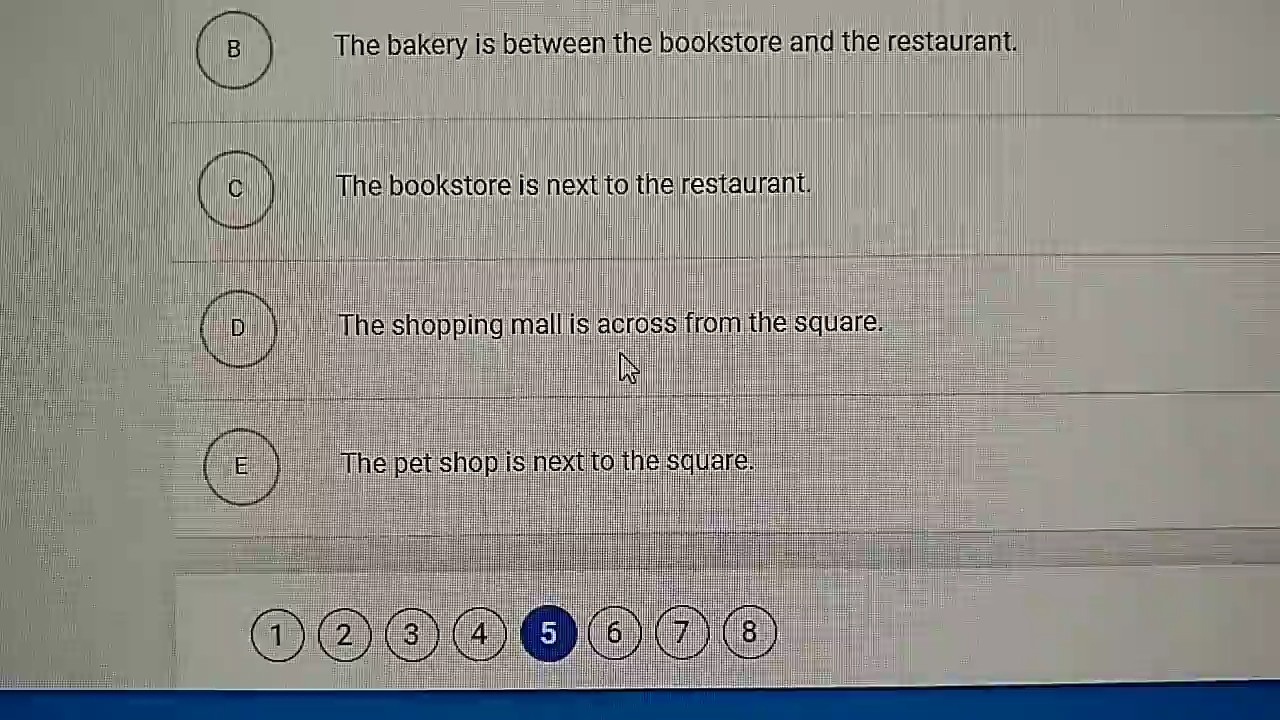 B The bakery is between the bookstore and the restaurant.
C The bookstore is next to the restaurant.
D The shopping mall is across from the square.
E The pet shop is next to the square.
1 2 3 4 5 6 7 8